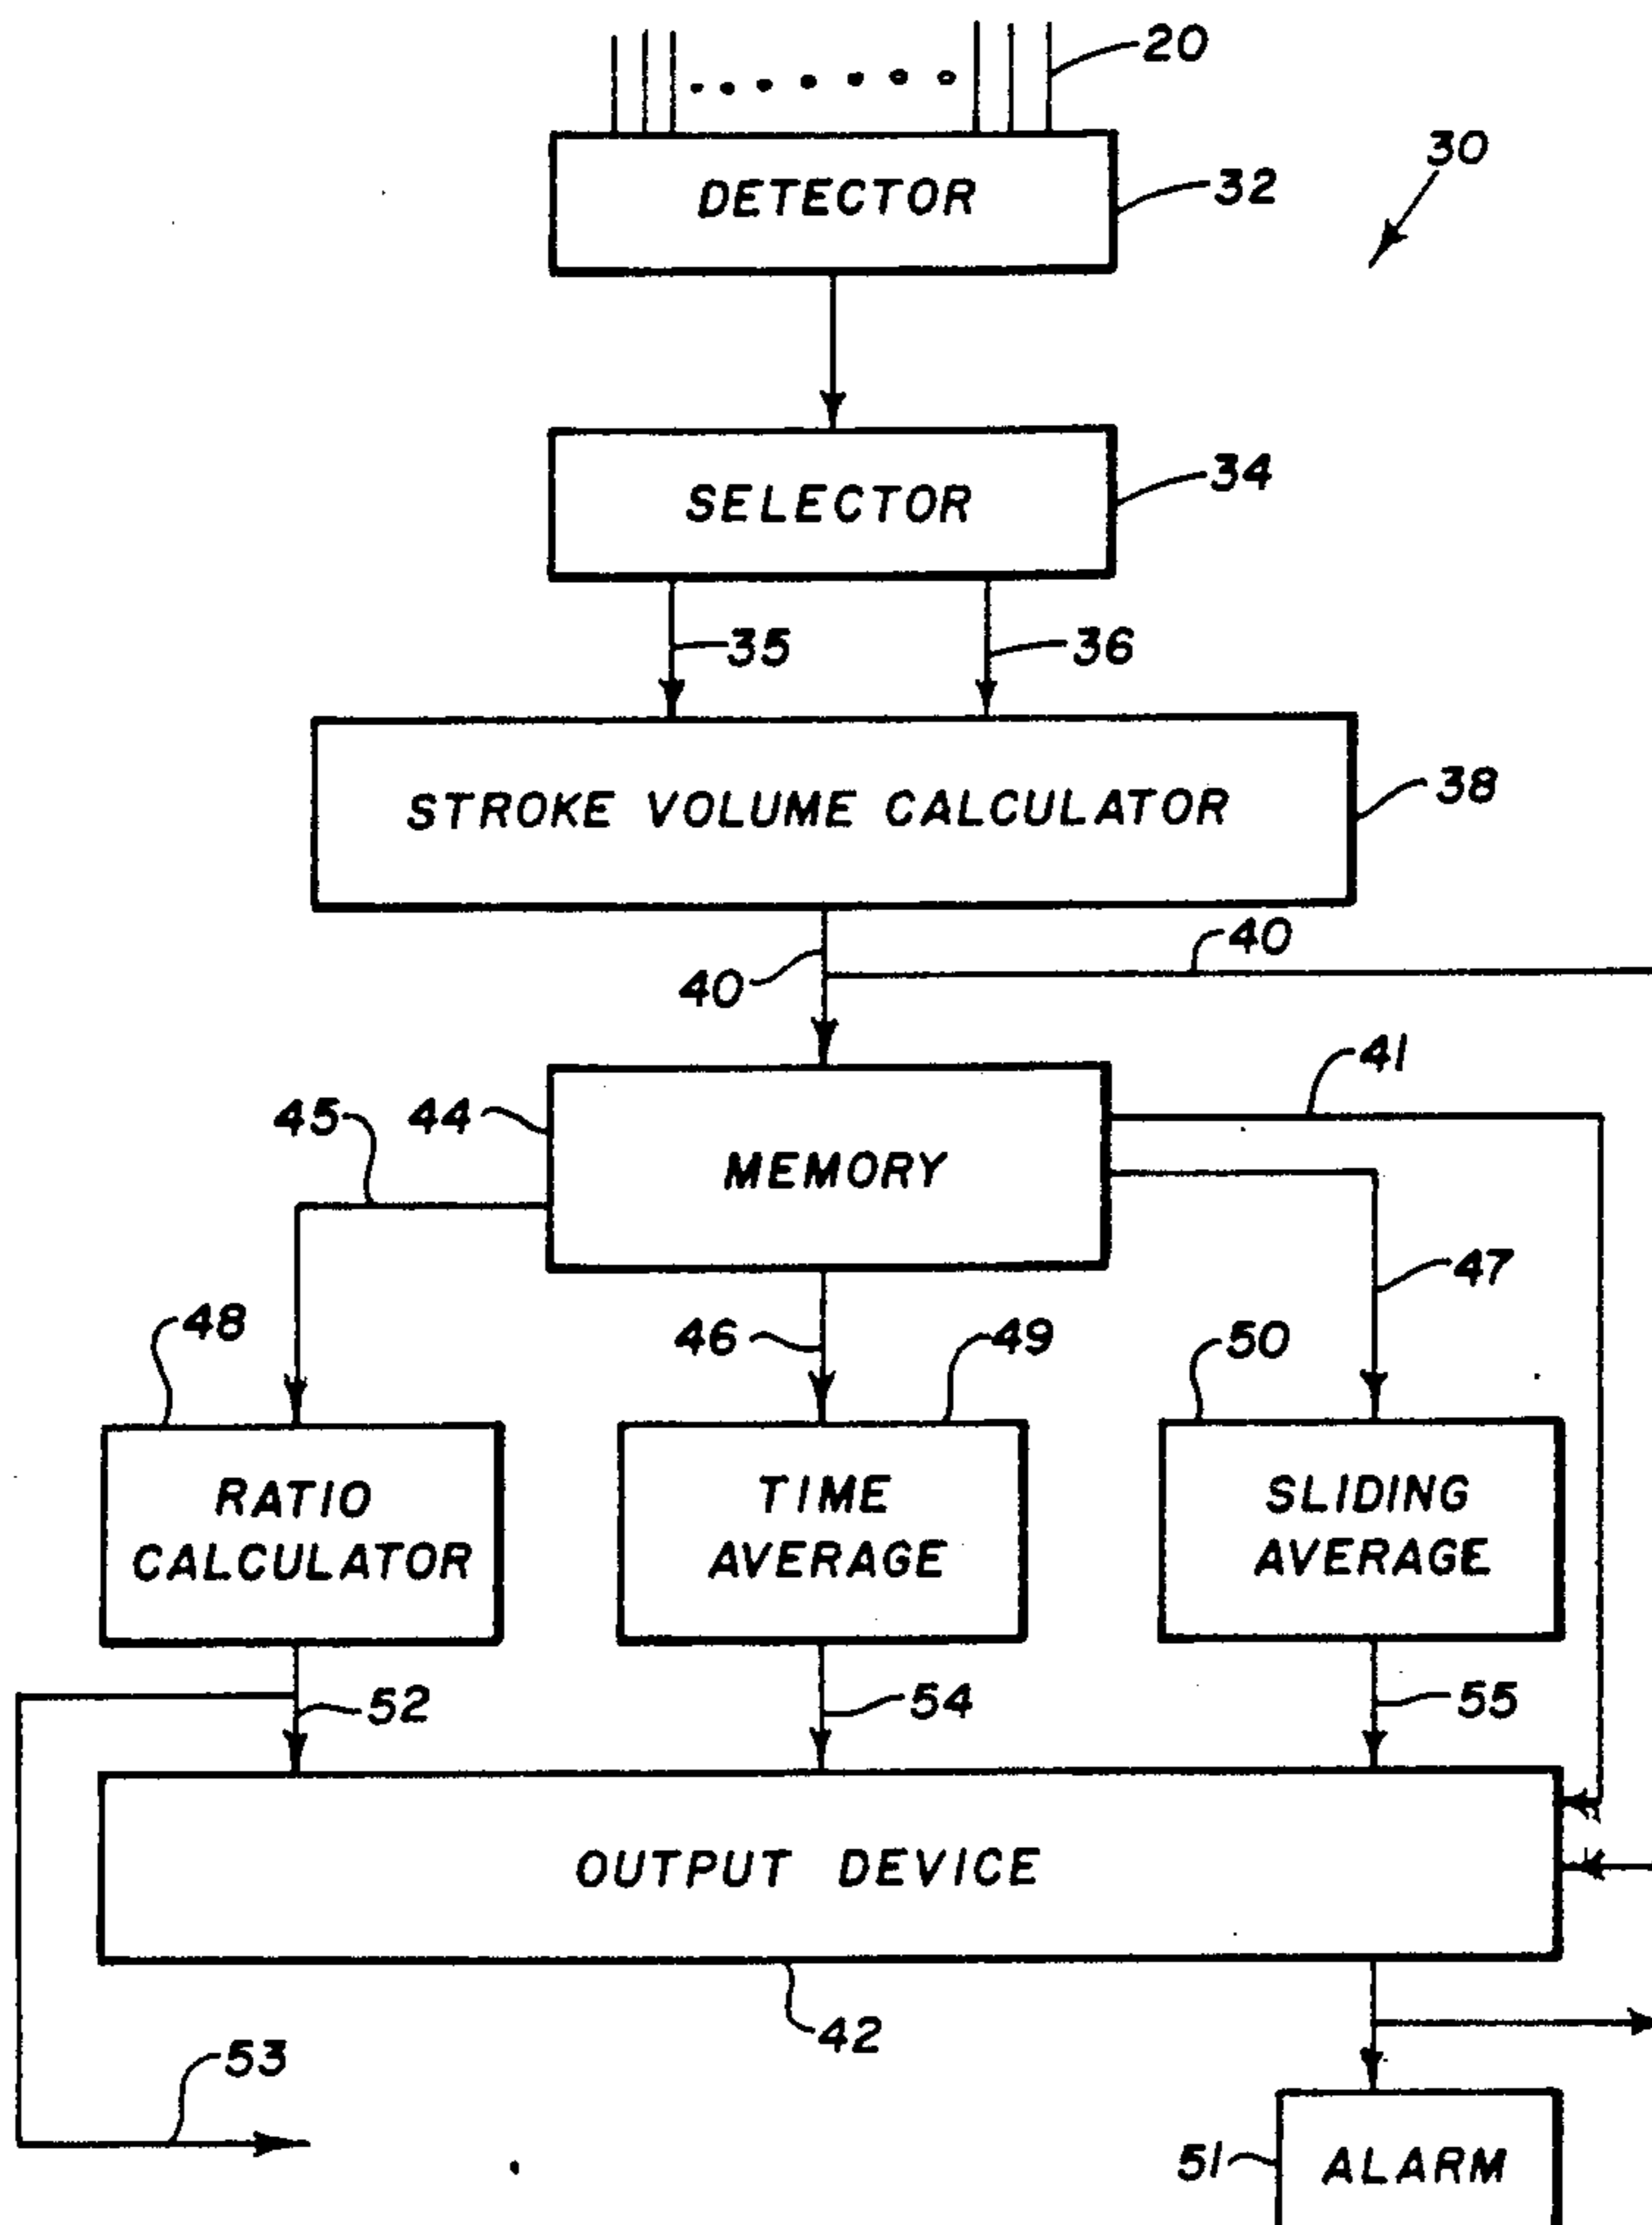 20
30
DETECTOR
32
SELECTOR
34
35
36
STROKE VOLUME CALCULATOR
38
40
40
41
45
44
MEMORY
47
48
46
49
50
RATIO
CALCULATOR
TIME
AVERAGE
SLIDING
AVERAGE
52
54
55
OUTPUT DEVICE
42
53
51
ALARM